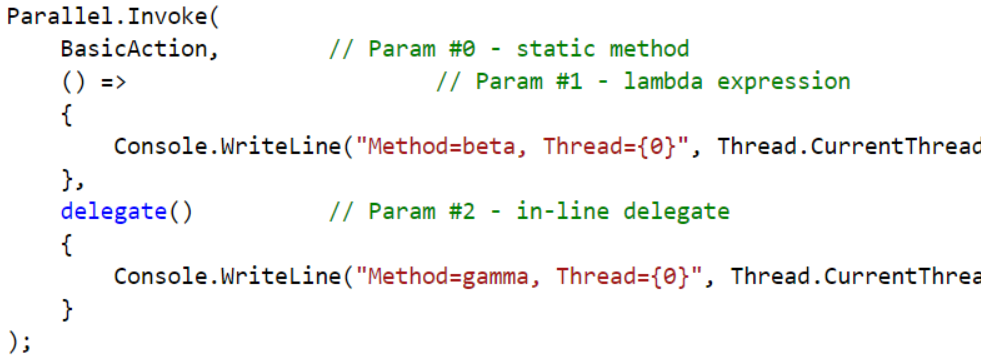 Parallel.Invoke(
    BasicAction,        // Param #0 - static method
    () =>                       // Param #1 - lambda expression
    {
        Console.WriteLine("Method=beta, Thread={0}", Thread.CurrentThread
    },
    delegate()          // Param #2 - in-line delegate
    {
        Console.WriteLine("Method=gamma, Thread={0}", Thread.CurrentThrea
    }
);